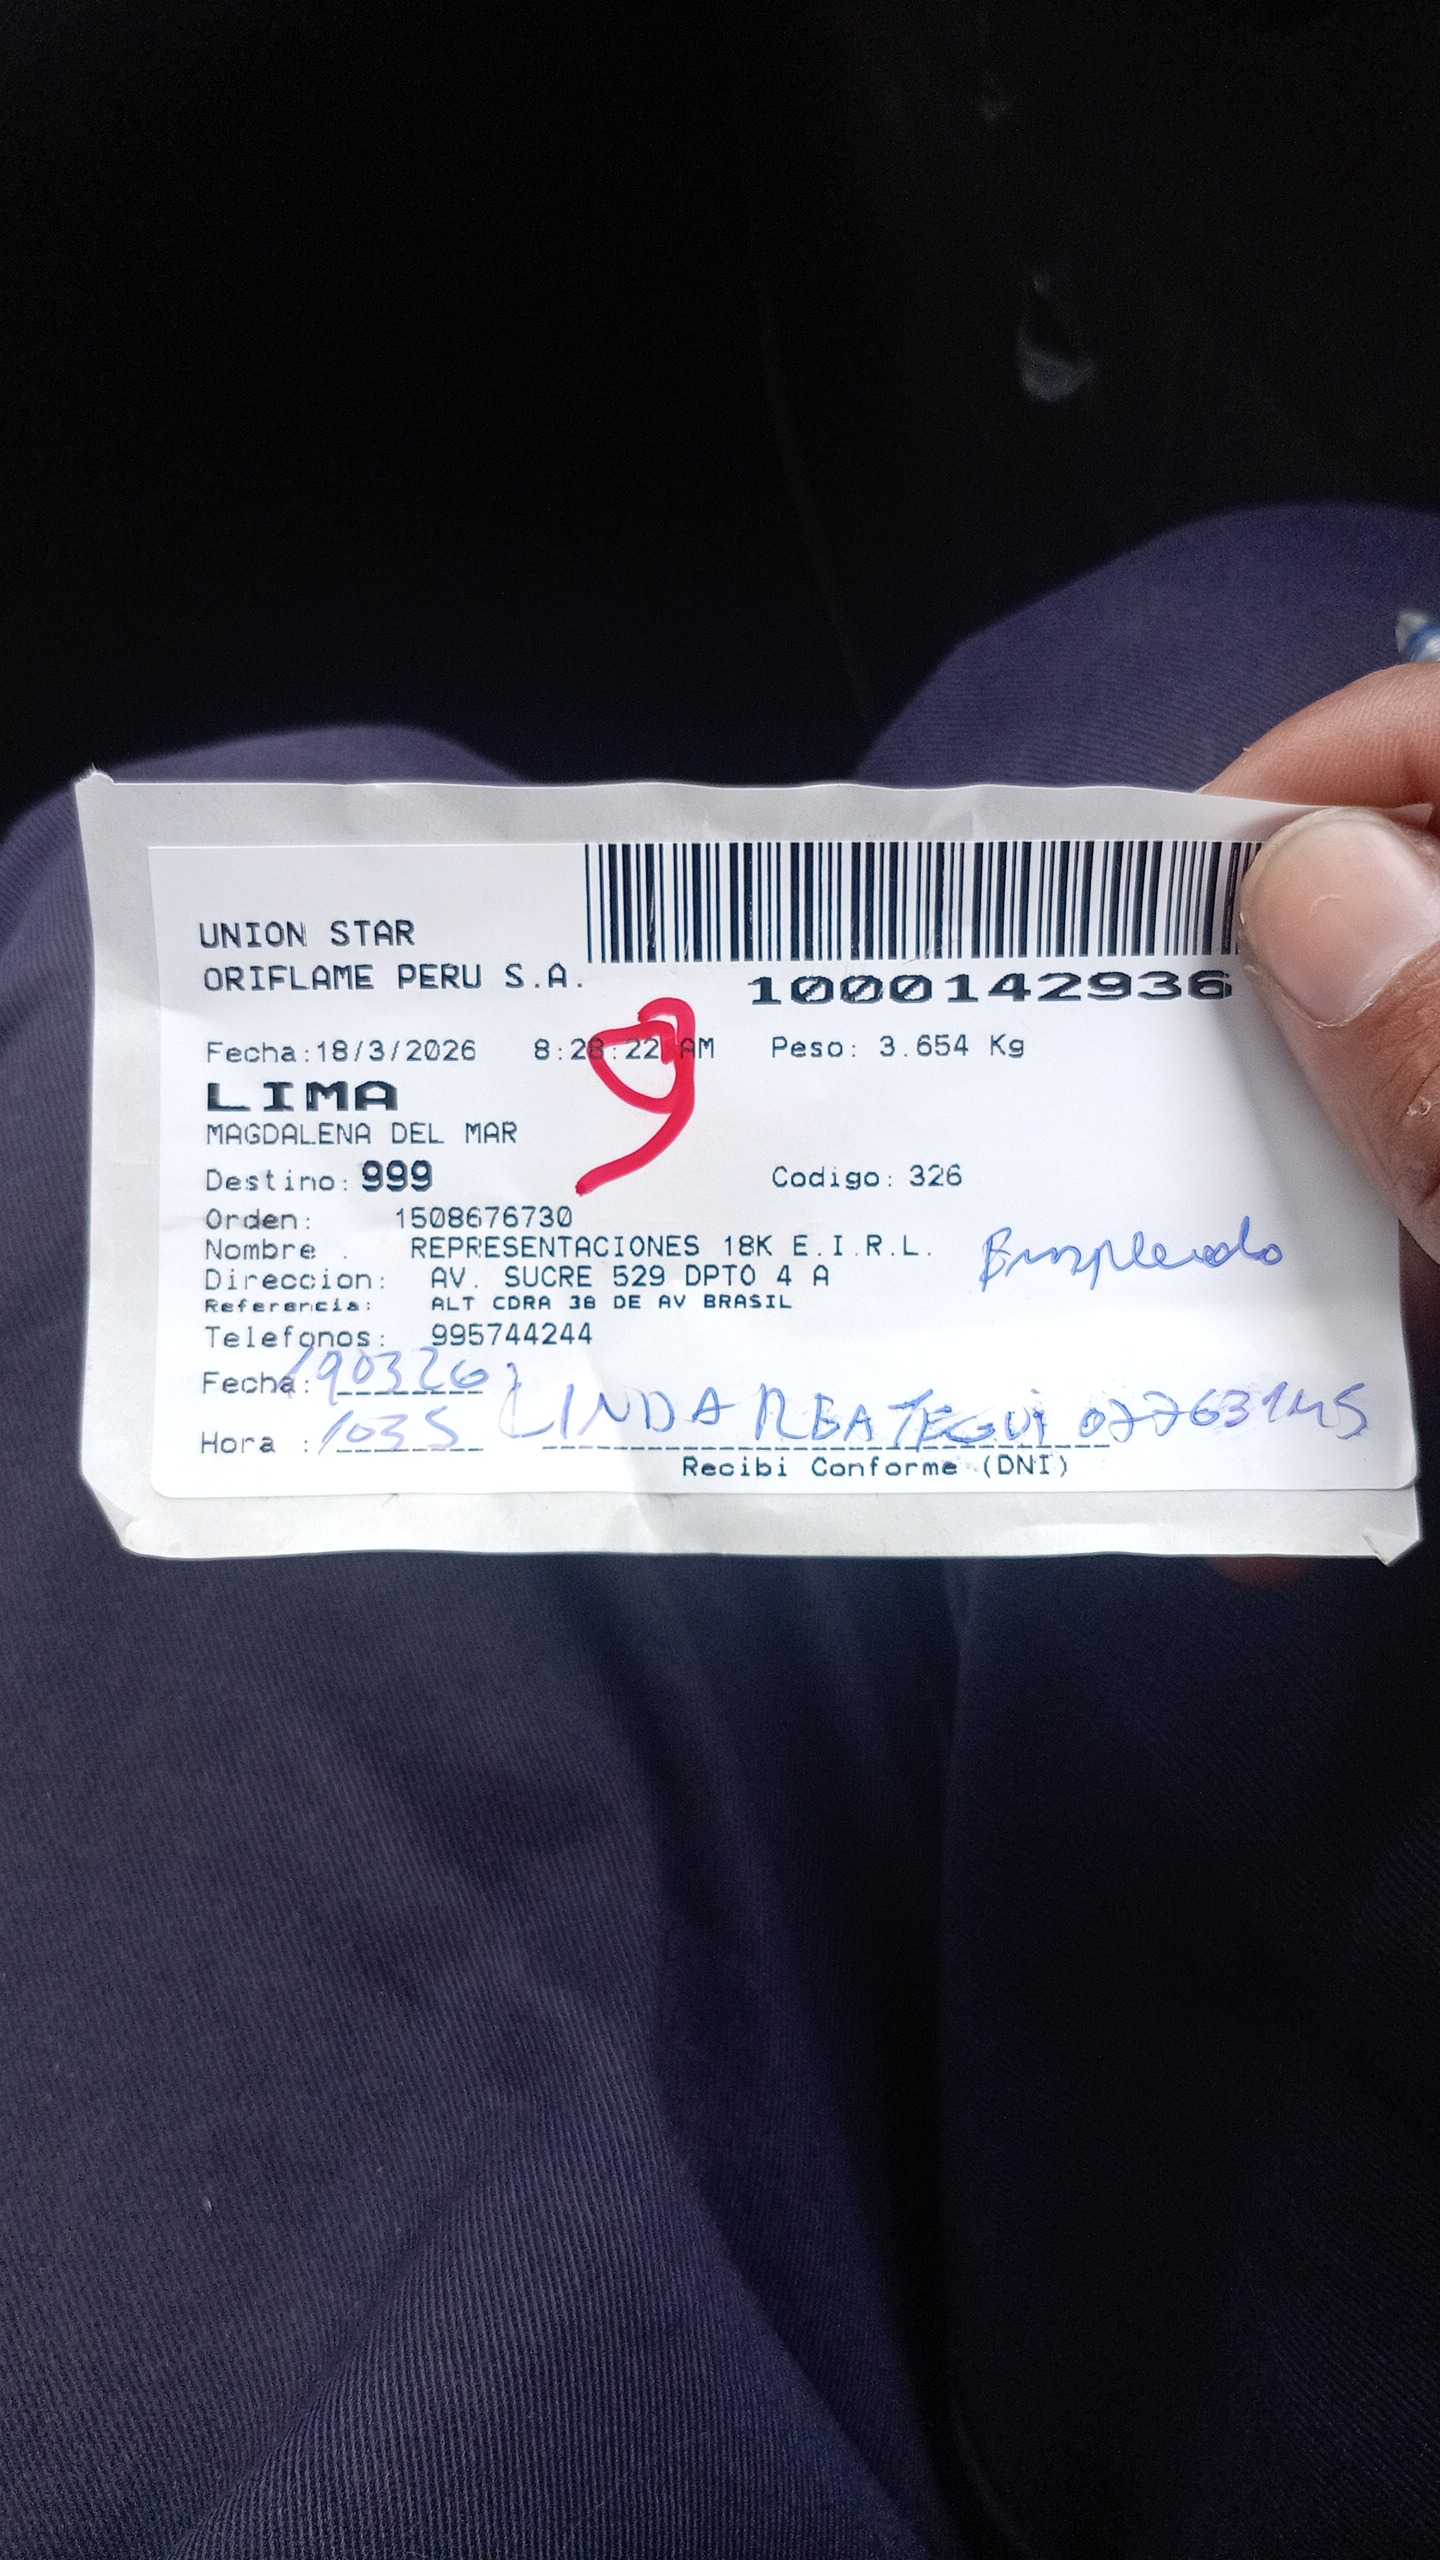 UNION STAR
ORIFLAME PERU S.A.
1000142936
Fecha:18/3/2026 8:28:22 AM Peso: 3.654 Kg
9
LIMA
MAGDALENA DEL MAR
Destino: 999 Codigo: 326
Orden: 1508676730
Nombre : REPRESENTACIONES 18K E.I.R.L. Empleado
Direccion: AV. SUCRE 529 DPTO 4 A
Referencia: ALT CDRA 38 DE AV BRASIL
Telefonos: 995744244
Fecha: 190326
Hora : 1035 LINDA RBATEGUI 07763145
Recibi Conforme (DNI)